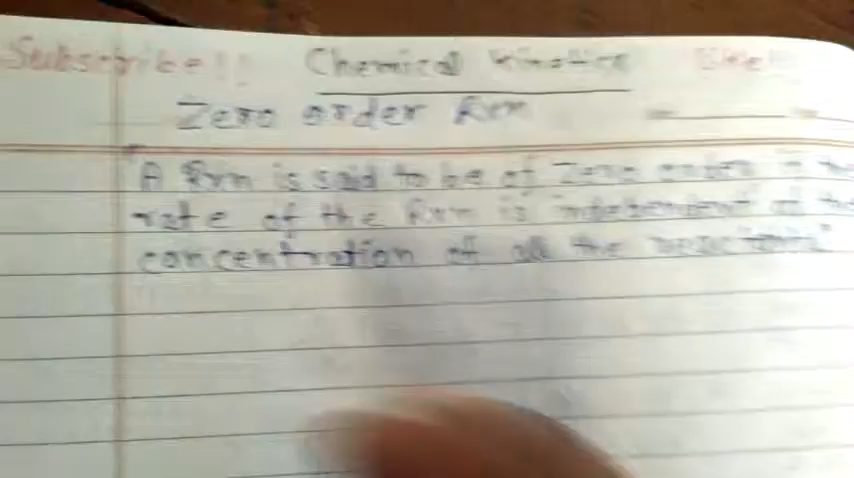 Subscribe!! Chemical Kinetics Like!!
Zero order Rxn
A Rxn is said to be of Zero order if the
rate of the Rxn is independent of the
concentration of all the reactants